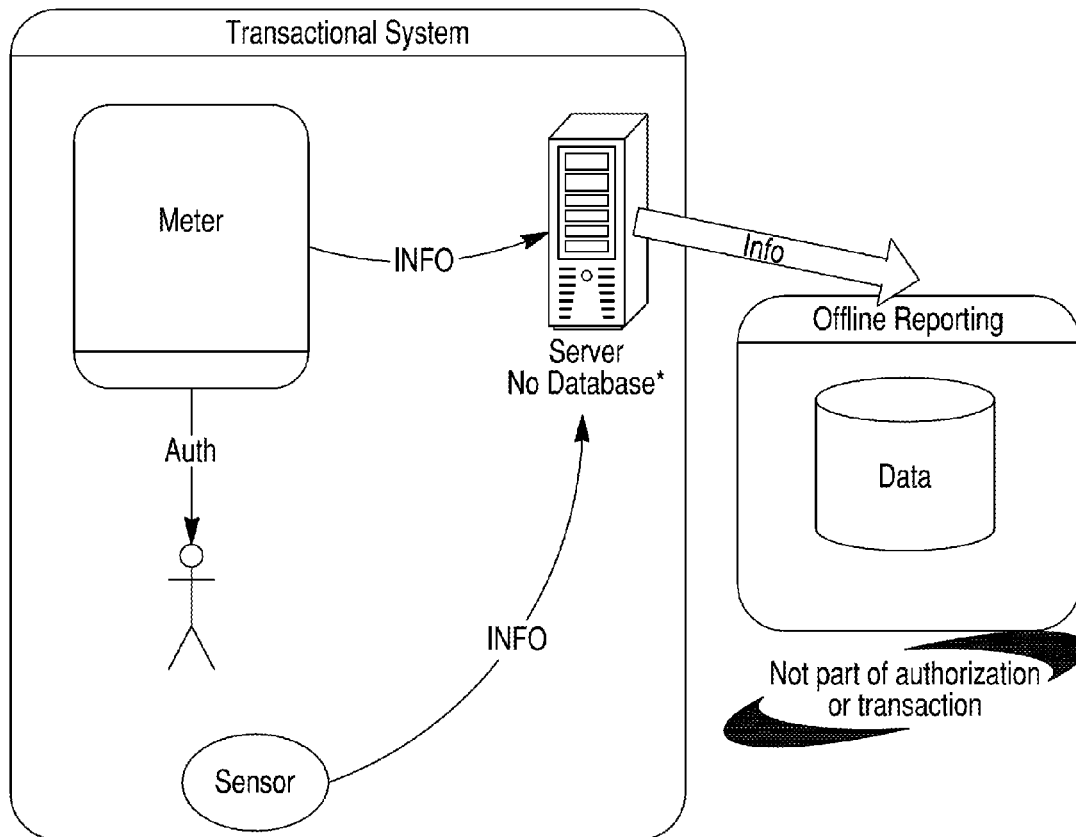 Transactional System
Meter
INFO
Server
No Database*
Info
Offline Reporting
Data
Auth
INFO
Sensor
Not part of authorization
or transaction